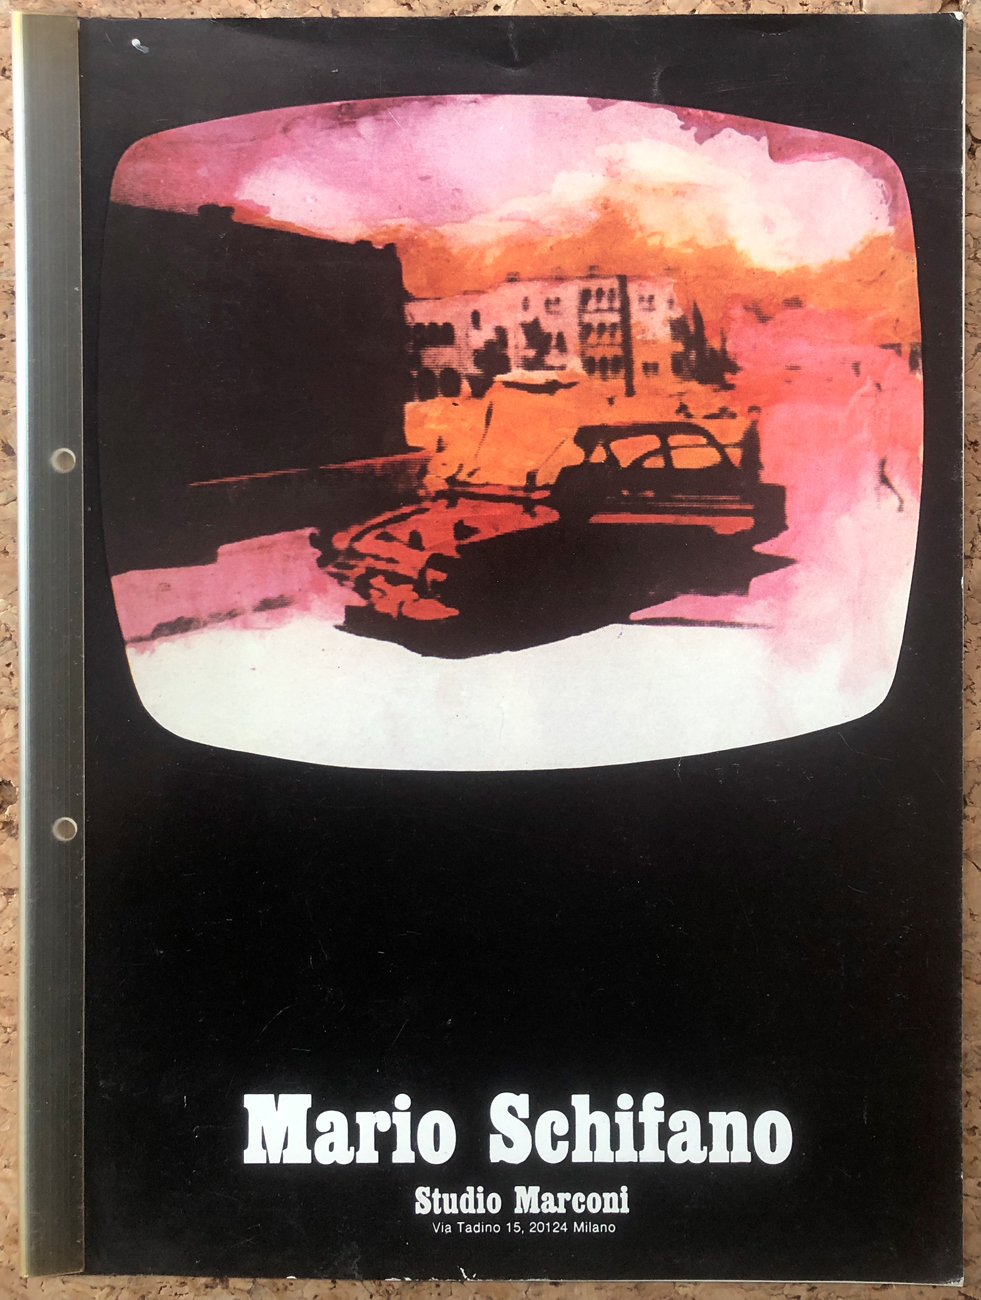 Mario Schifano
Studio Marconi
Via Tadino 15, 20124 Milano